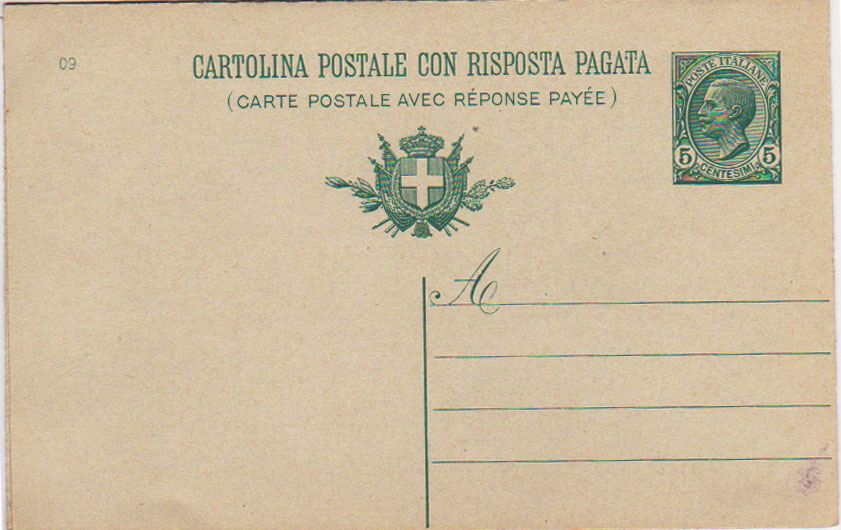 09
CARTOLINA POSTALE CON RISPOSTA PAGATA
(CARTE POSTALE AVEC RÉPONSE PAYÉE)
POSTE ITALIANE
5 5
CENTESIMI
A